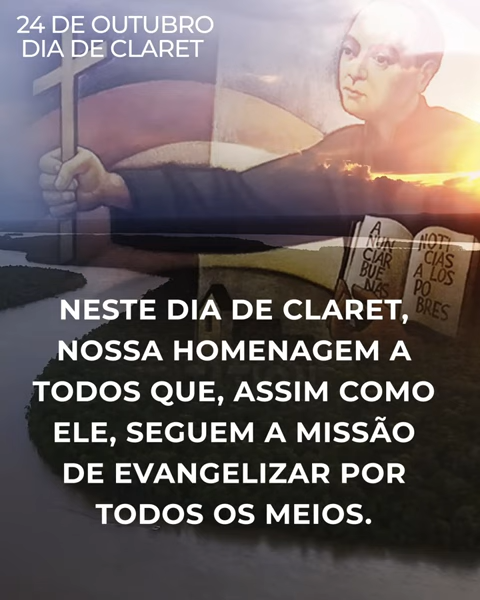 24 DE OUTUBRO
DIA DE CLARET
A
NUN
CIAR
BUE
NAS
NOTI
CIAS
A LOS
PO
BRES
NESTE DIA DE CLARET,
NOSSA HOMENAGEM A
TODOS QUE, ASSIM COMO
ELE, SEGUEM A MISSÃO
DE EVANGELIZAR POR
TODOS OS MEIOS.